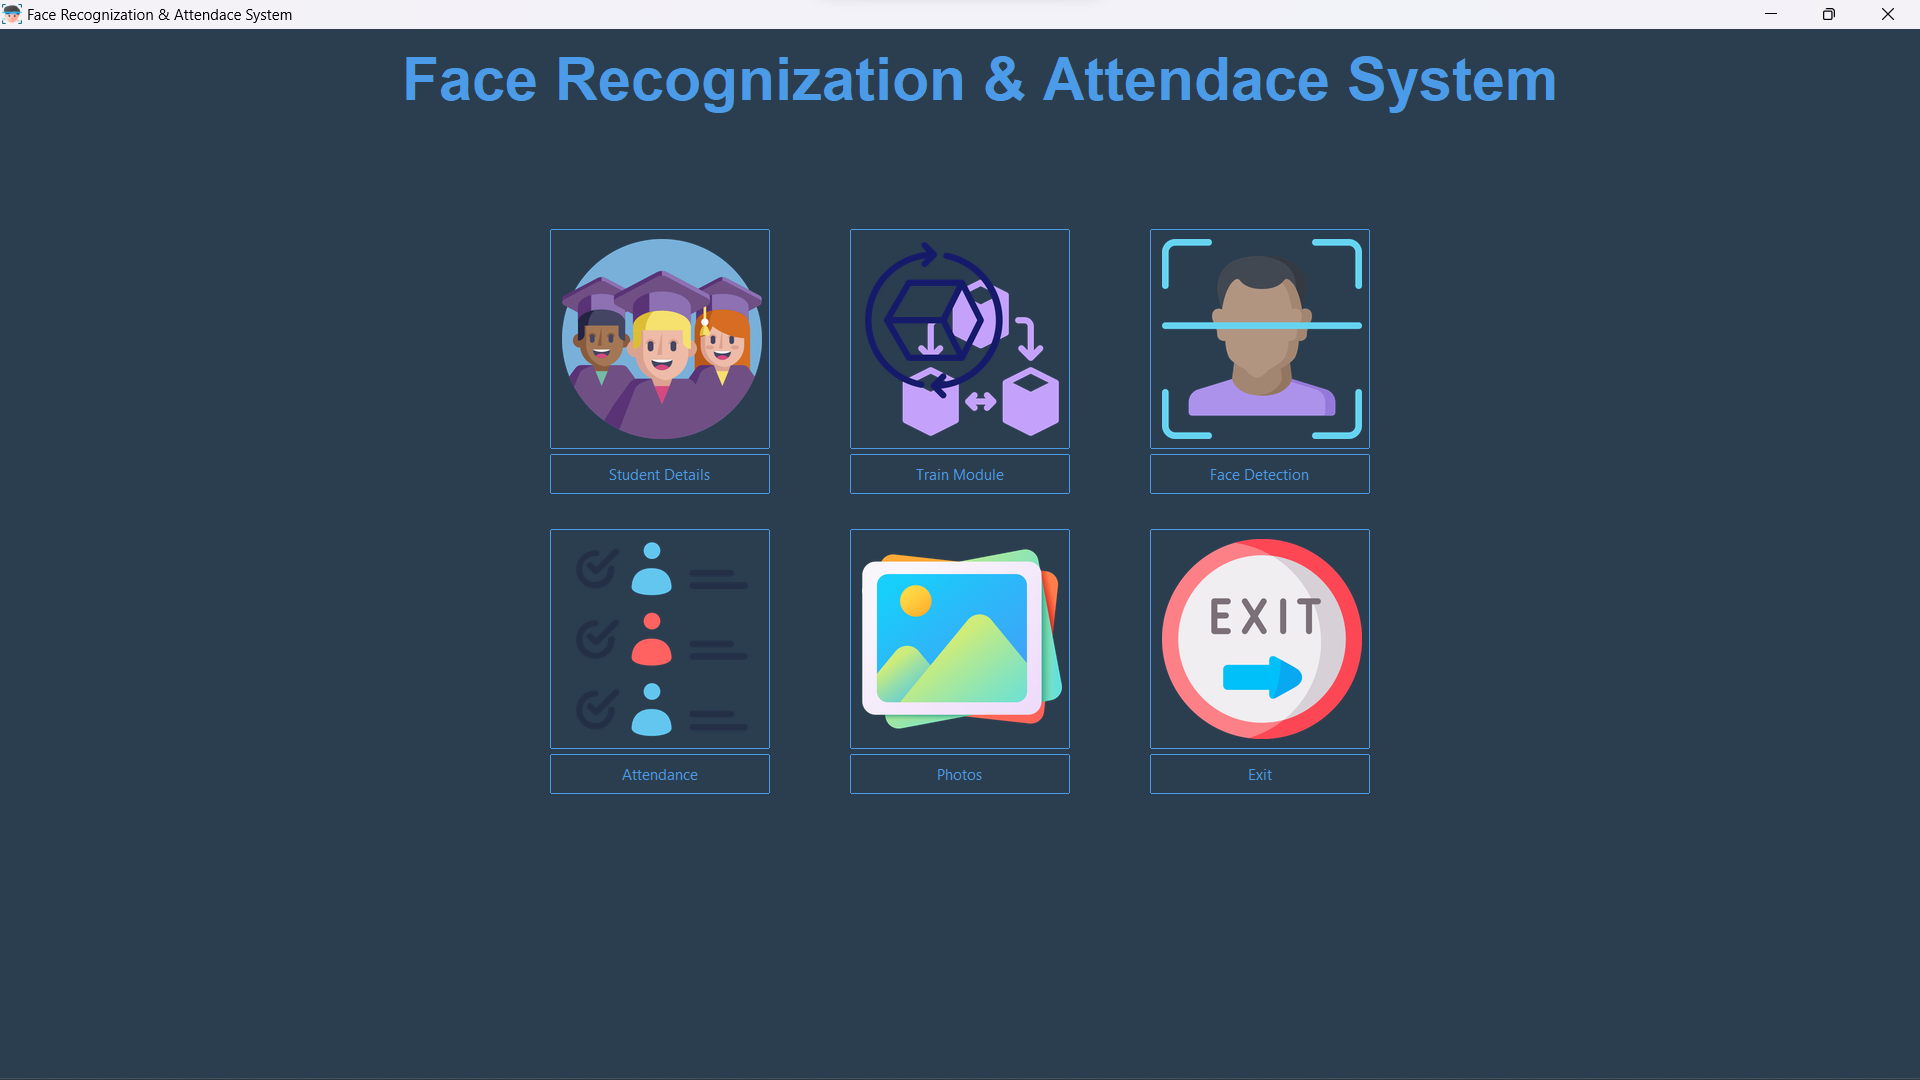 Face Recognization & Attendace System
Face Recognization & Attendace System
Student Details
Train Module
Face Detection
EXIT
Attendance
Photos
Exit